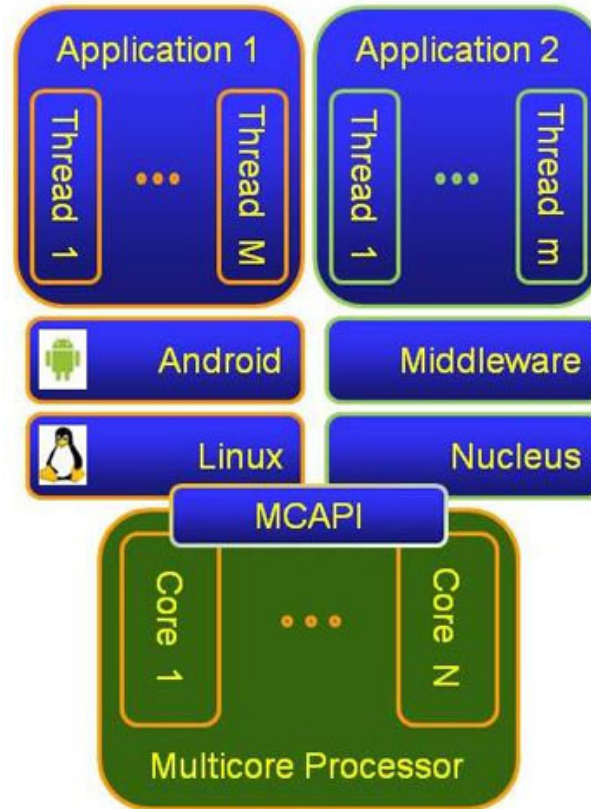 Application 1
Thread 1
Thread M
Application 2
Thread 1
Thread m
Android
Middleware
Linux
Nucleus
MCAPI
Core 1
Core N
Multicore Processor